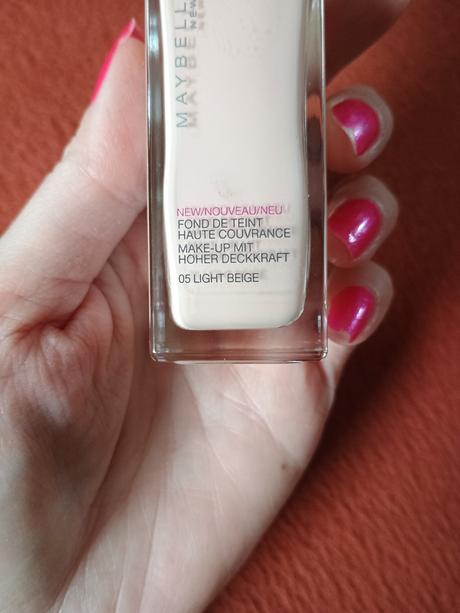 MAYBELL
NEW
NEW/NOUVEAU/NEU
FOND DE TEINT
HAUTE COUVRANCE
MAKE-UP MIT
HOHER DECKKRAFT
05 LIGHT BEIGE